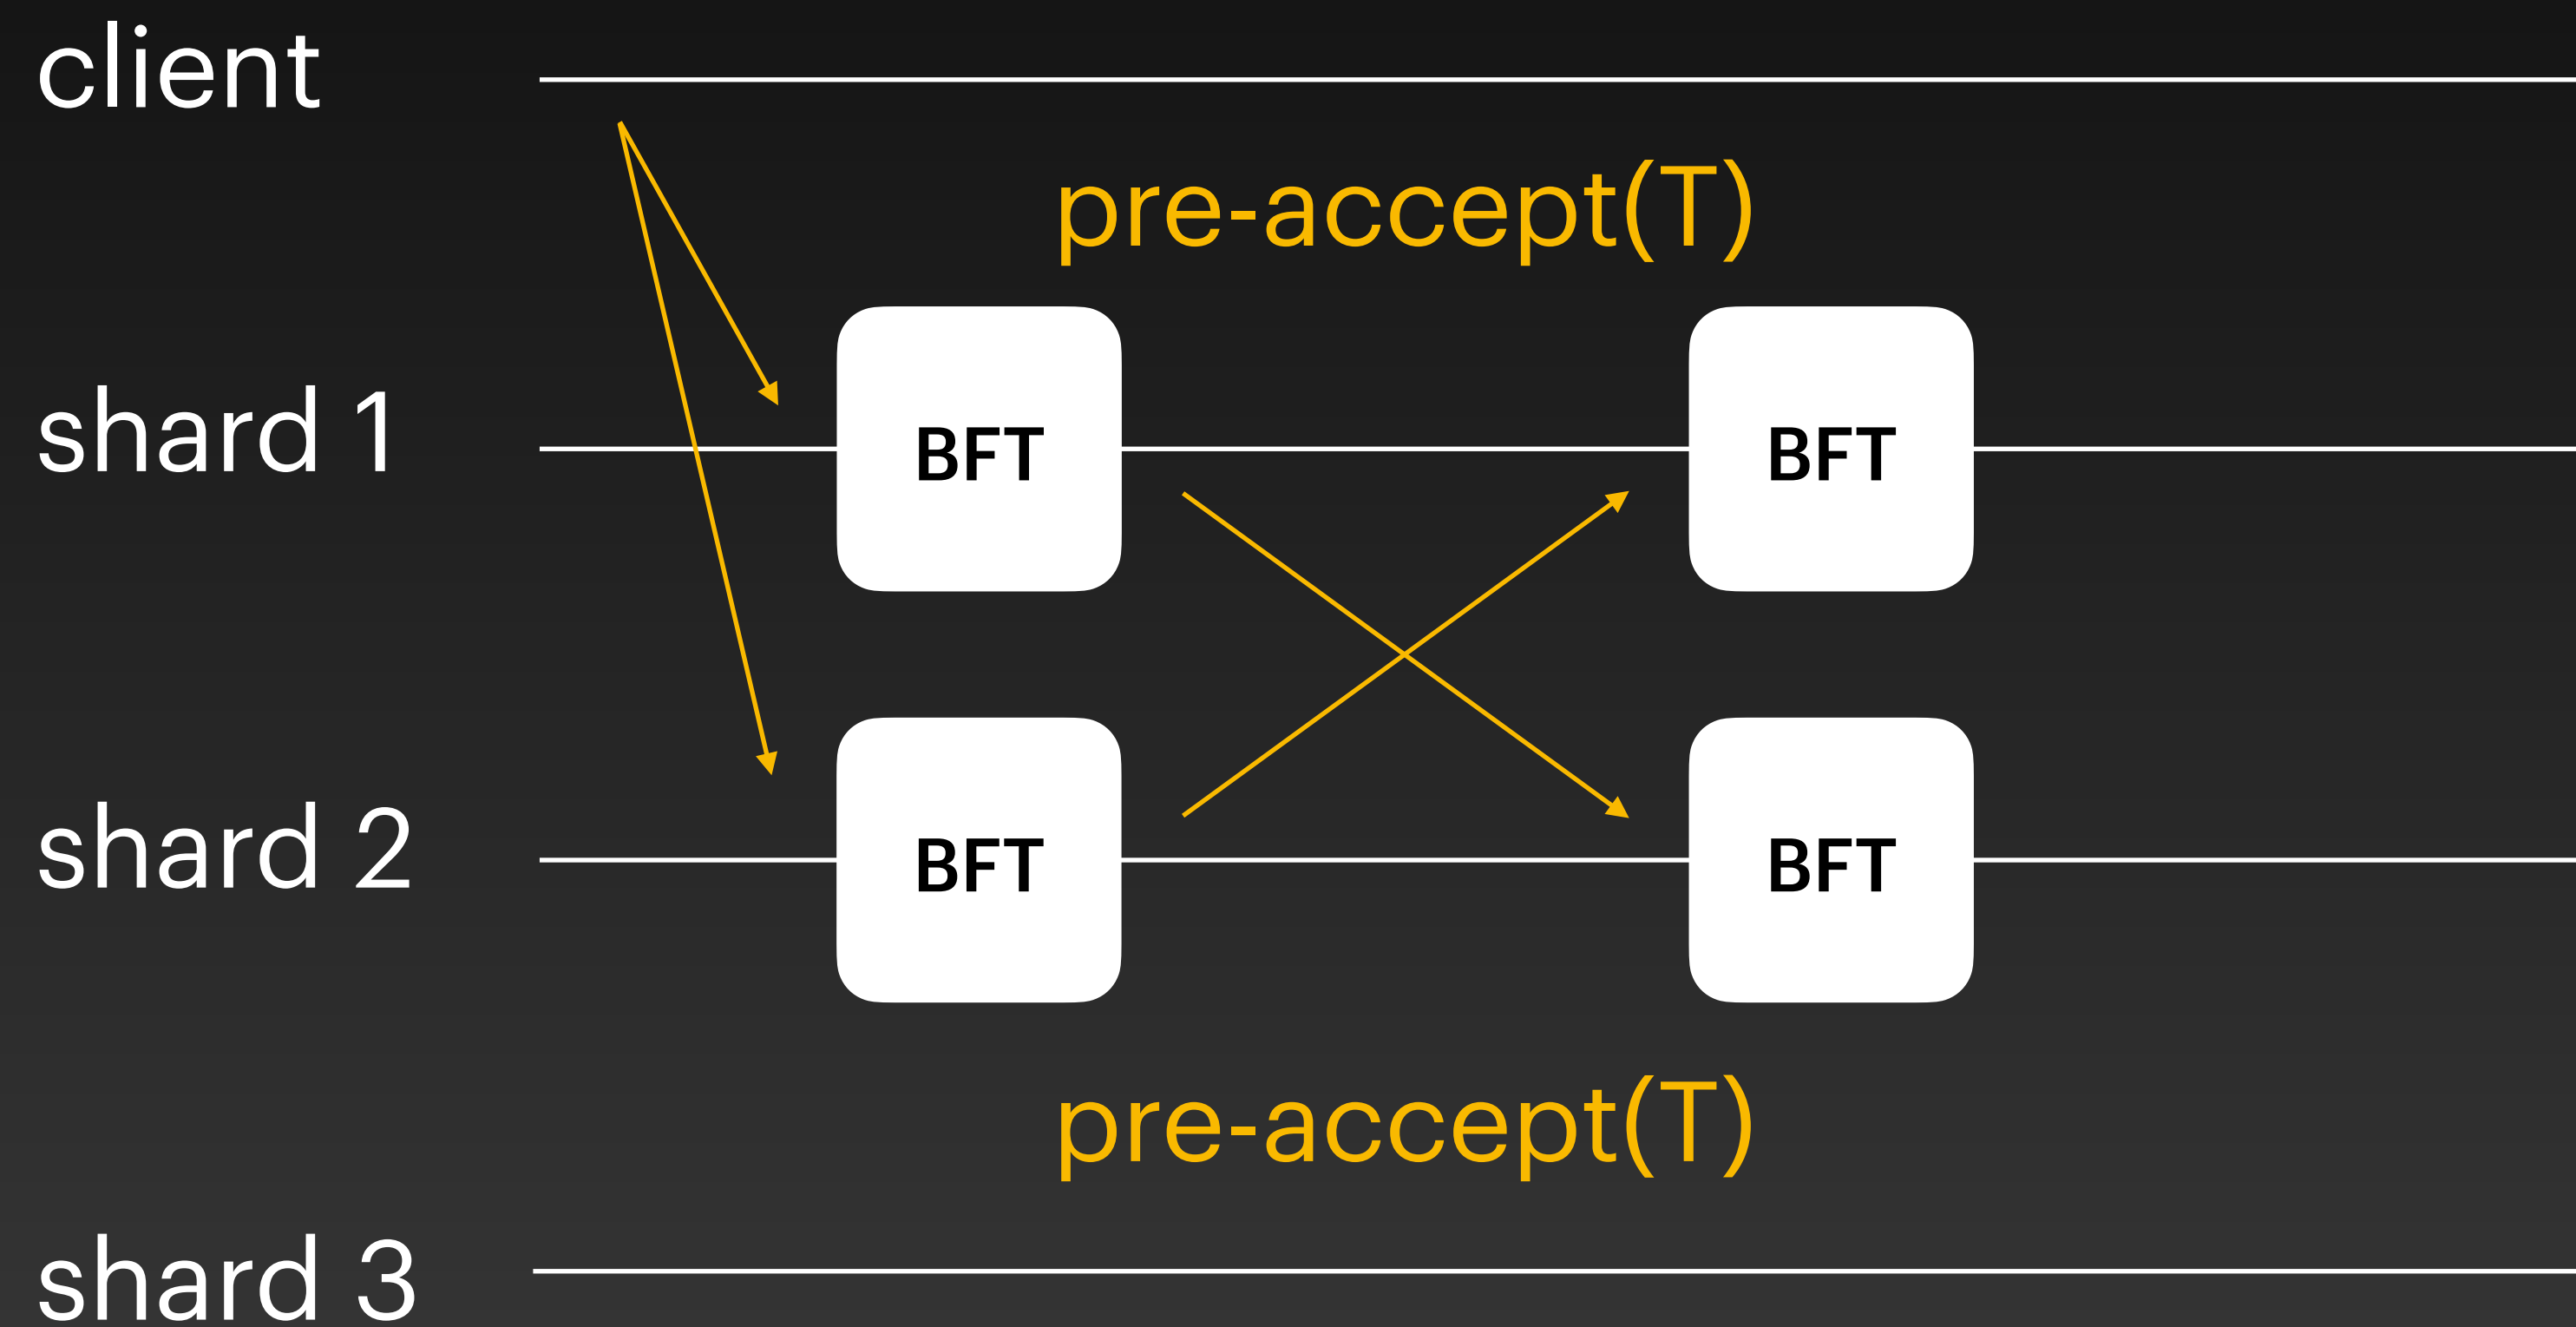 client
pre-accept(T)
shard 1
BFT
BFT
shard 2
BFT
BFT
pre-accept(T)
shard 3